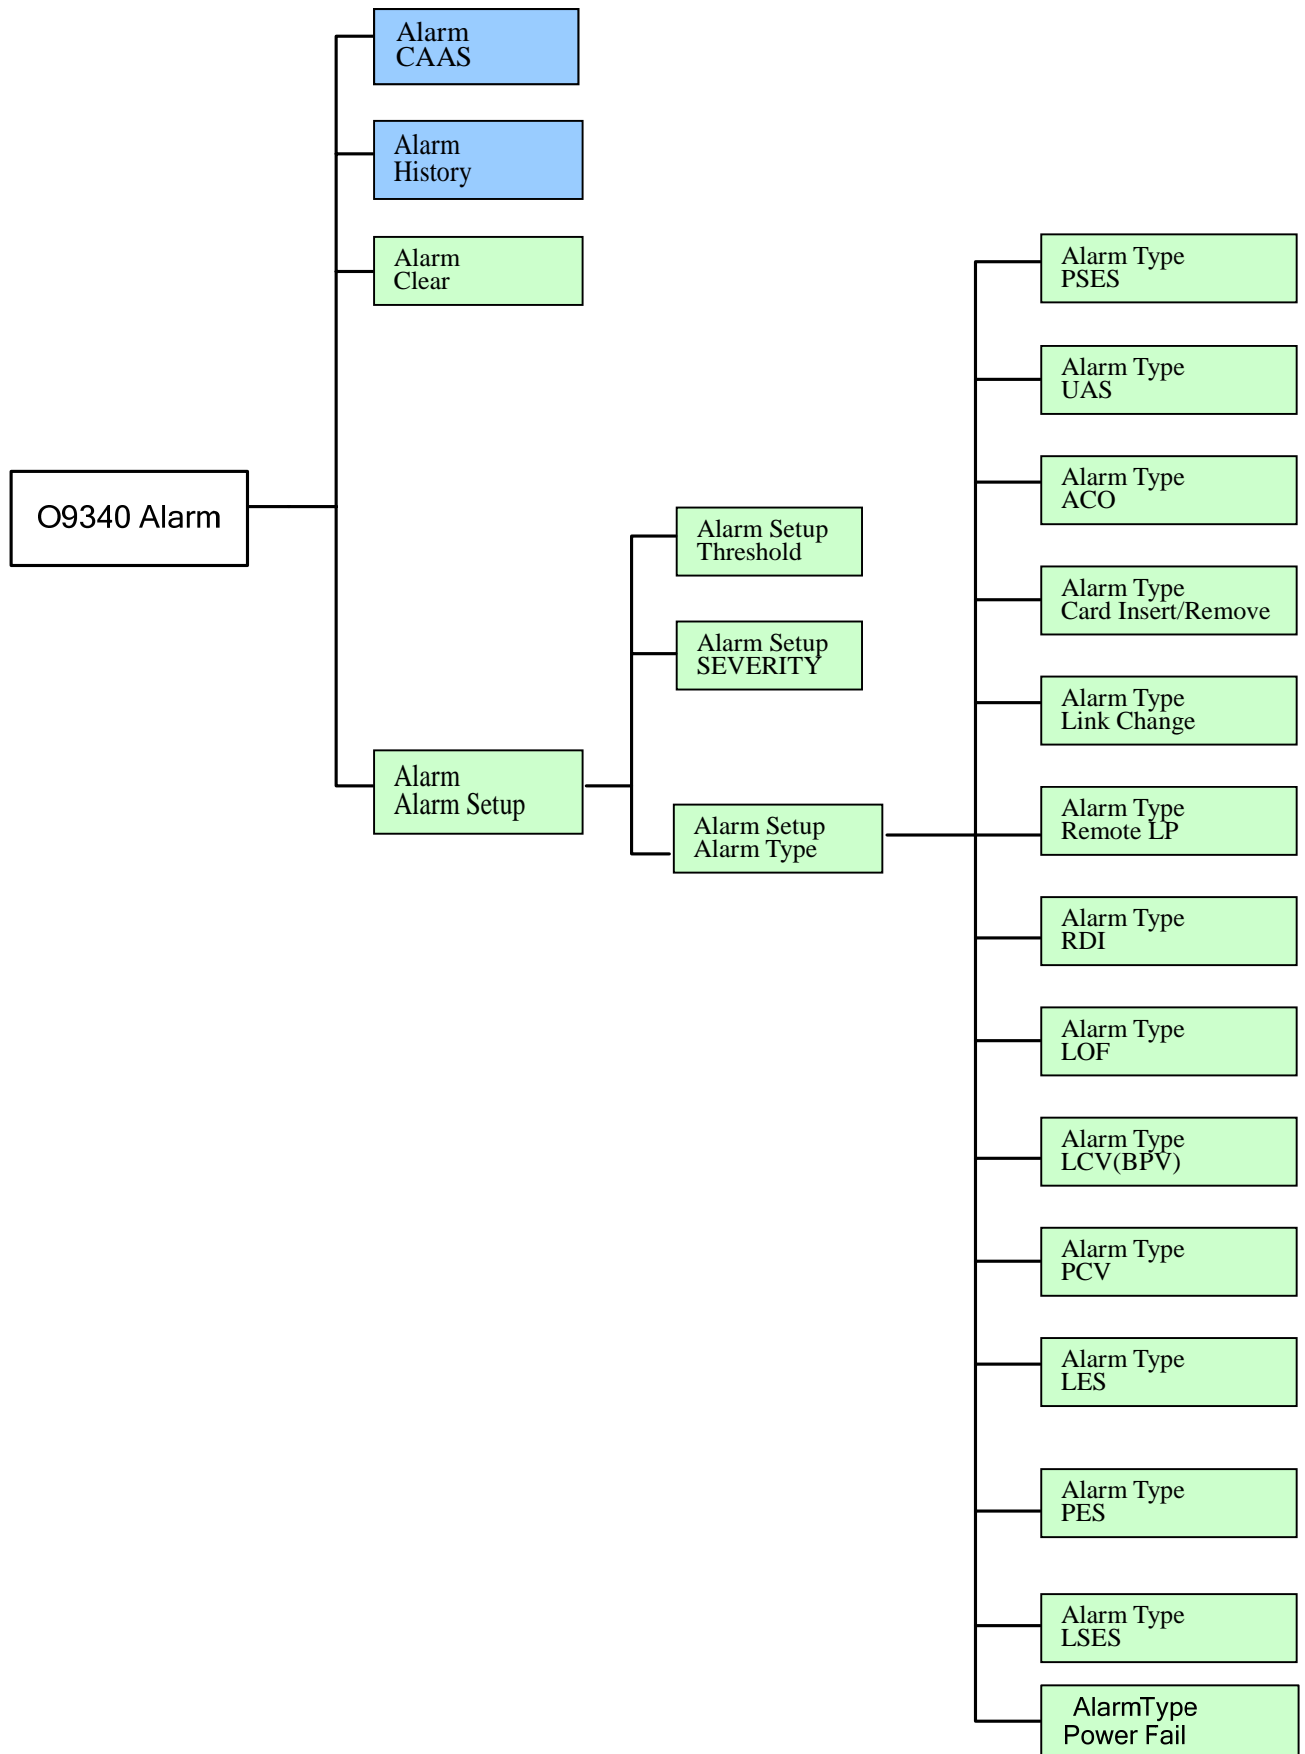 Alarm
CAAS
Alarm
History
Alarm
Clear
O9340 Alarm
Alarm
Alarm Setup
Alarm Setup
Threshold
Alarm Setup
SEVERITY
Alarm Setup
Alarm Type
Alarm Type
PSES
Alarm Type
UAS
Alarm Type
ACO
Alarm Type
Card Insert/Remove
Alarm Type
Link Change
Alarm Type
Remote LP
Alarm Type
RDI
Alarm Type
LOF
Alarm Type
LCV(BPV)
Alarm Type
PCV
Alarm Type
LES
Alarm Type
PES
Alarm Type
LSES
AlarmType
Power Fail